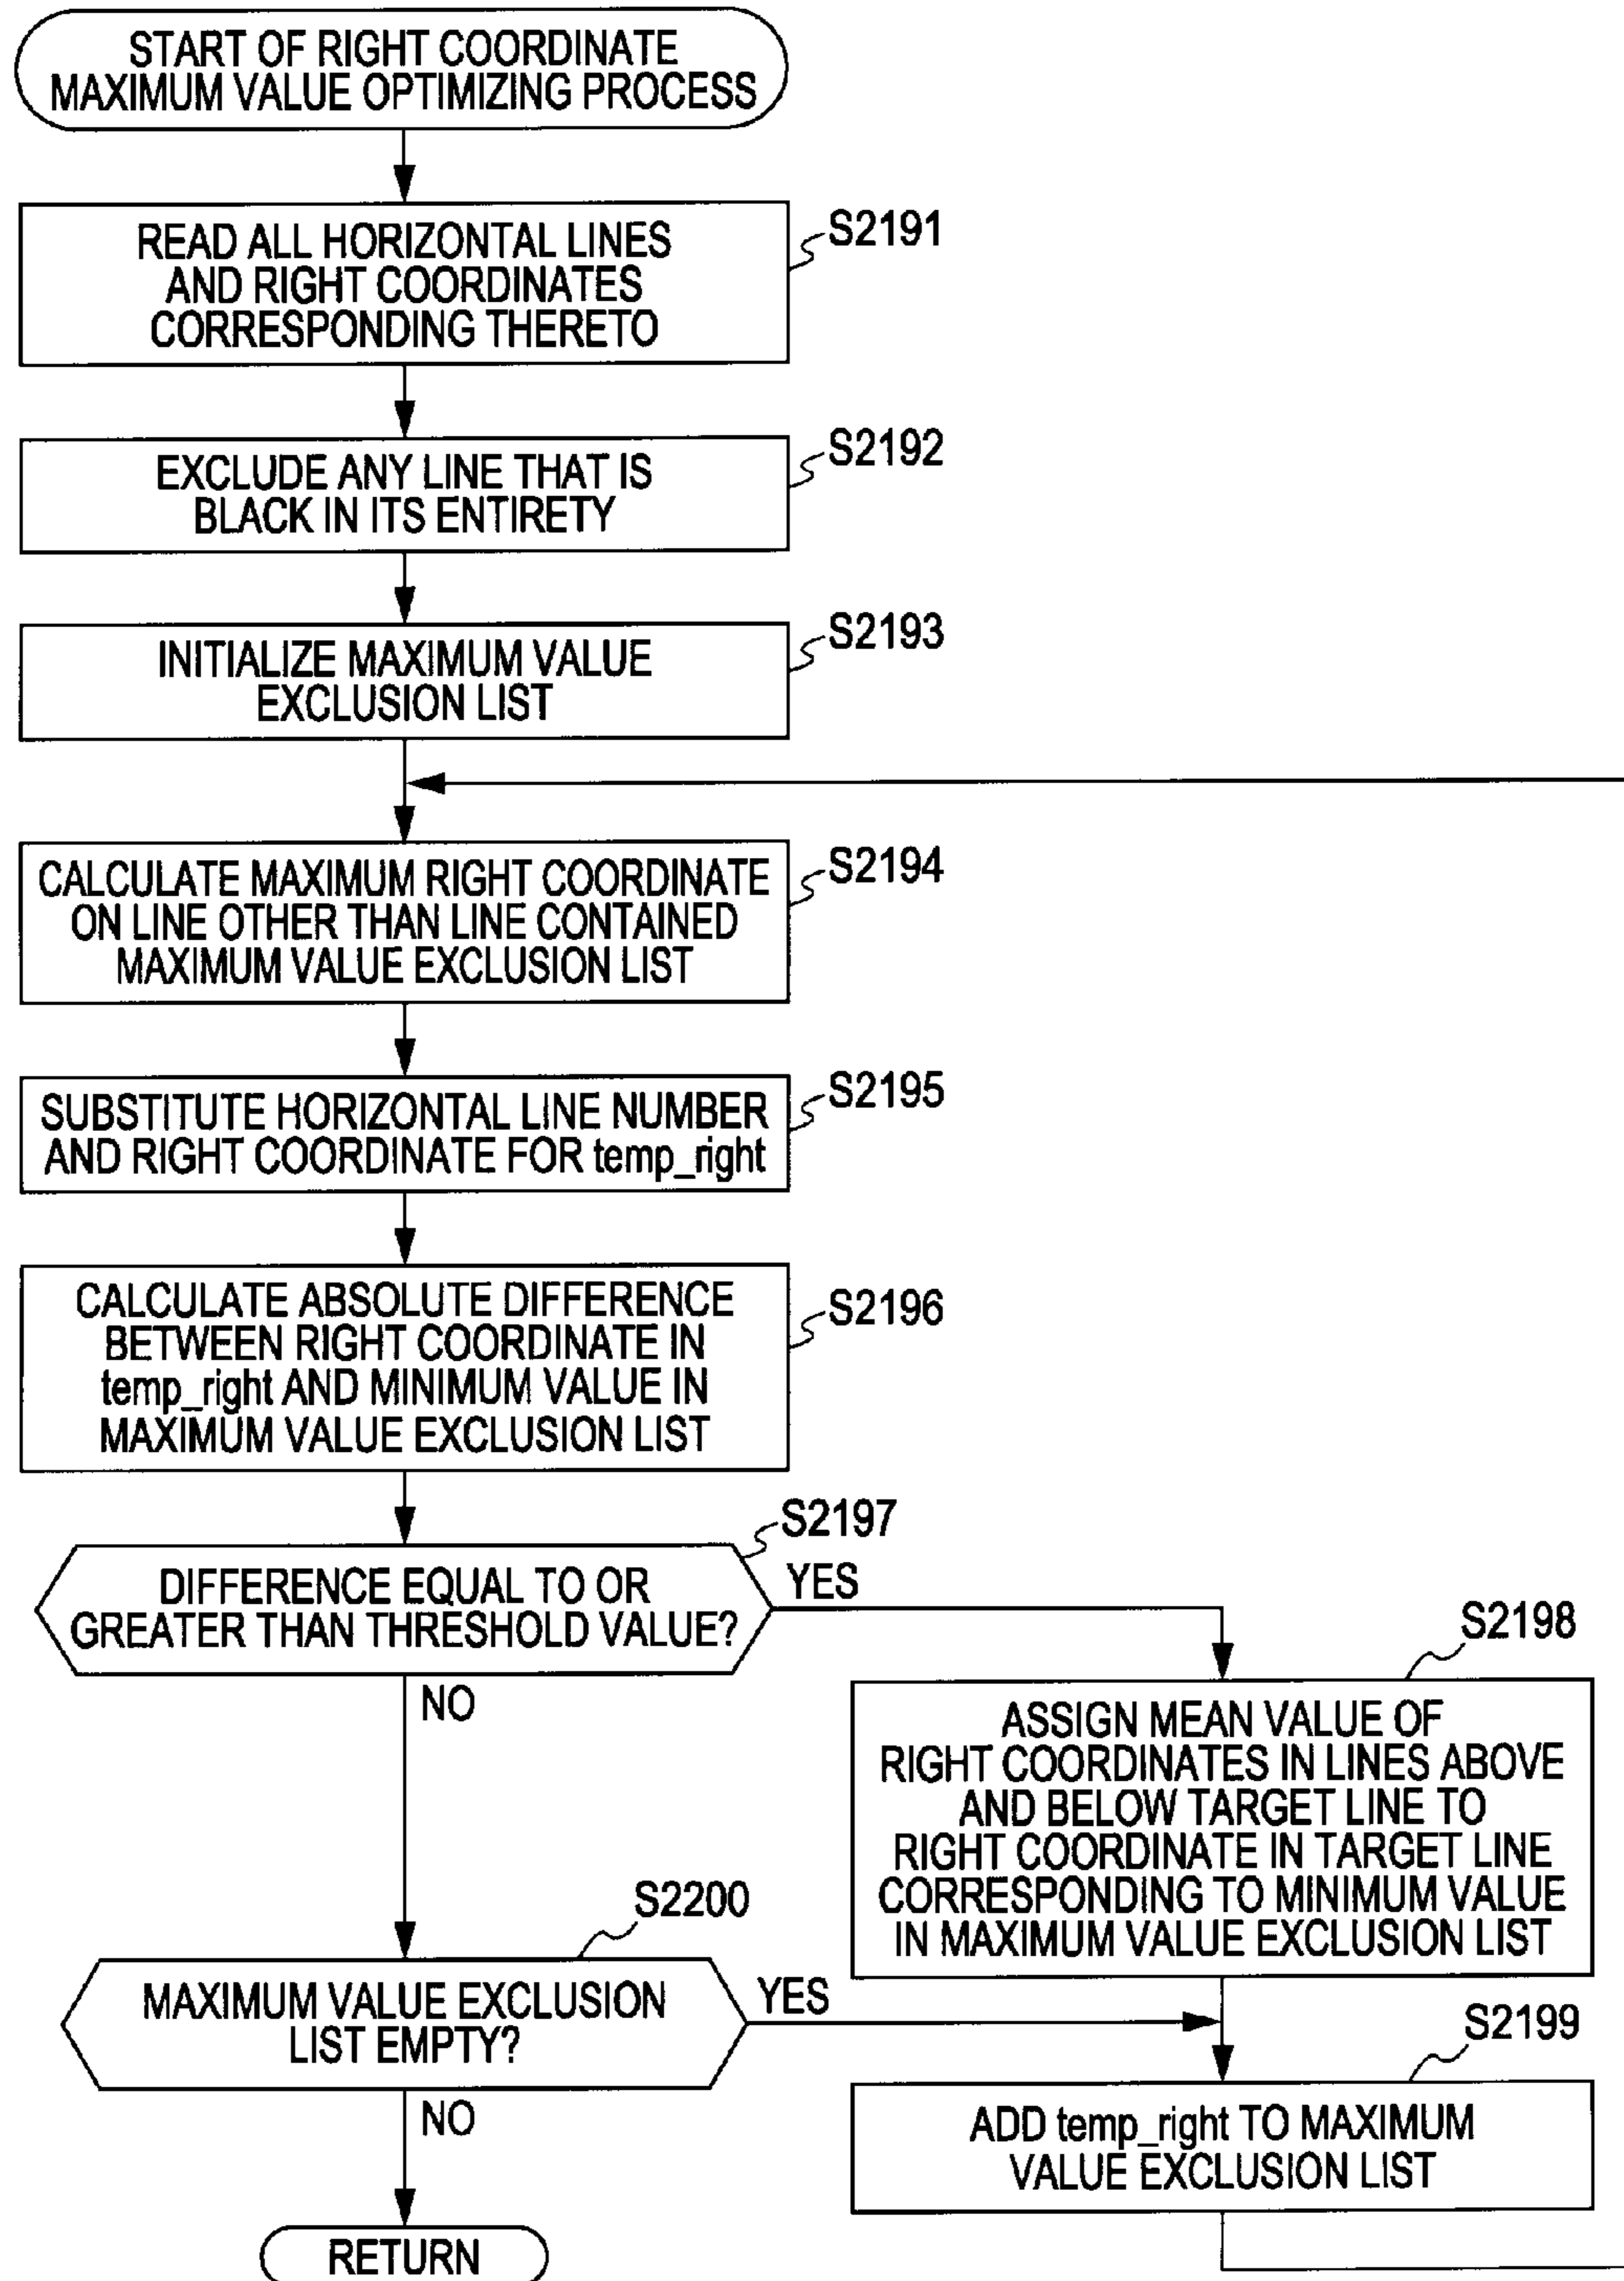 START OF RIGHT COORDINATE
MAXIMUM VALUE OPTIMIZING PROCESS
READ ALL HORIZONTAL LINES
AND RIGHT COORDINATES
CORRESPONDING THERETO
S2191
EXCLUDE ANY LINE THAT IS
BLACK IN ITS ENTIRETY
S2192
INITIALIZE MAXIMUM VALUE
EXCLUSION LIST
S2193
CALCULATE MAXIMUM RIGHT COORDINATE
ON LINE OTHER THAN LINE CONTAINED
MAXIMUM VALUE EXCLUSION LIST
S2194
SUBSTITUTE HORIZONTAL LINE NUMBER
AND RIGHT COORDINATE FOR temp_right
S2195
CALCULATE ABSOLUTE DIFFERENCE
BETWEEN RIGHT COORDINATE IN
temp_right AND MINIMUM VALUE IN
MAXIMUM VALUE EXCLUSION LIST
S2196
S2197
DIFFERENCE EQUAL TO OR
GREATER THAN THRESHOLD VALUE?
YES
NO
S2198
ASSIGN MEAN VALUE OF
RIGHT COORDINATES IN LINES ABOVE
AND BELOW TARGET LINE TO
RIGHT COORDINATE IN TARGET LINE
CORRESPONDING TO MINIMUM VALUE
IN MAXIMUM VALUE EXCLUSION LIST
S2200
MAXIMUM VALUE EXCLUSION
LIST EMPTY?
YES
NO
S2199
ADD temp_right TO MAXIMUM
VALUE EXCLUSION LIST
RETURN